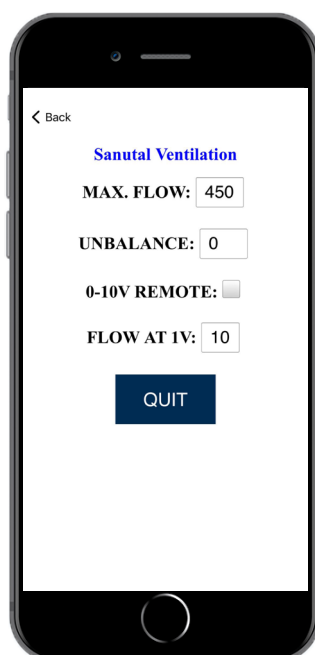 Back
Sanutal Ventilation
MAX. FLOW: 450
UNBALANCE: 0
0-10V REMOTE:
FLOW AT 1V: 10
QUIT